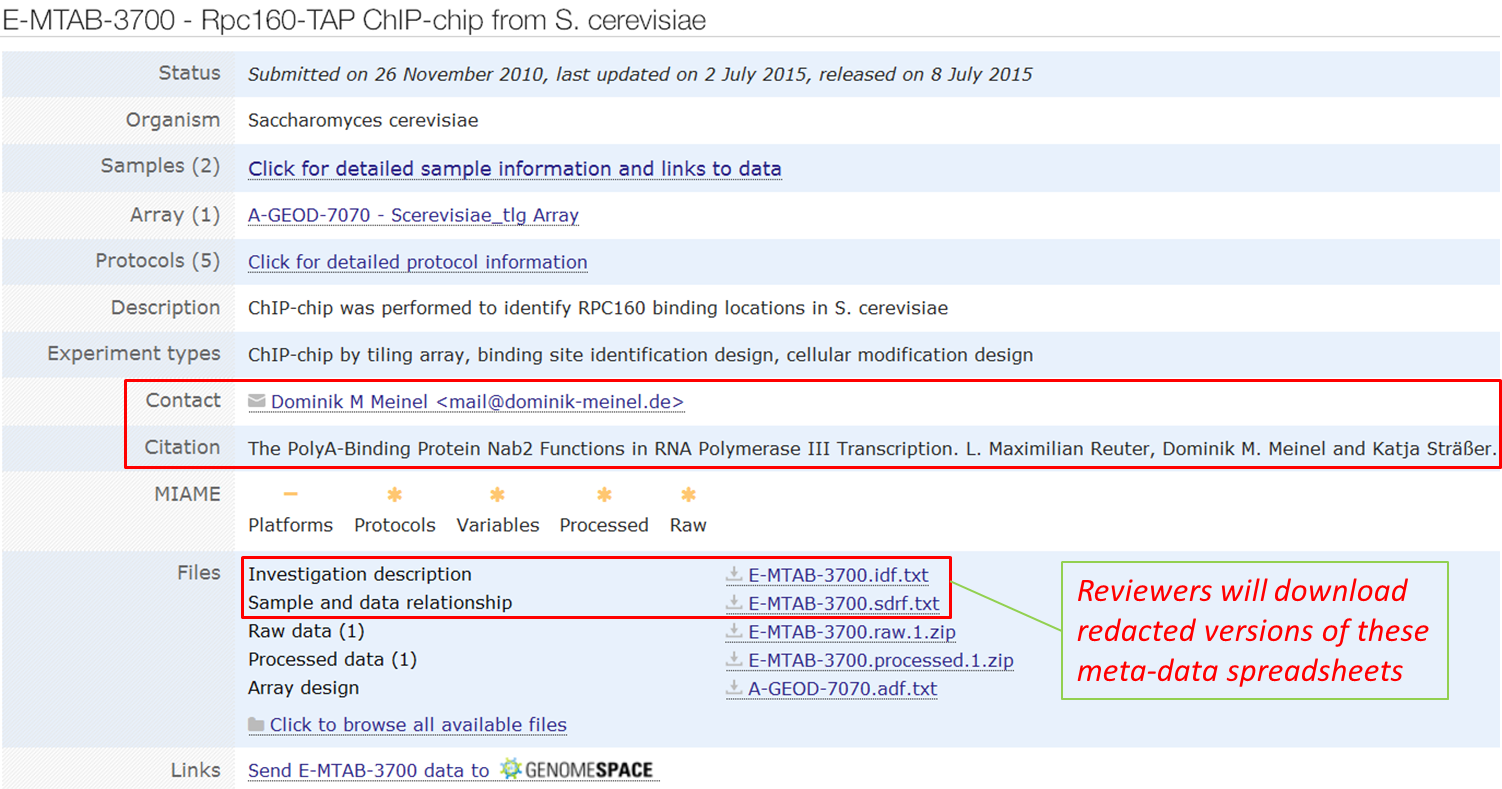 E-MTAB-3700 - Rpc160-TAP ChIP-chip from S. cerevisiae
Status Submitted on 26 November 2010, last updated on 2 July 2015, released on 8 July 2015
Organism Saccharomyces cerevisiae
Samples (2) Click for detailed sample information and links to data
Array (1) A-GEOD-7070 - Scerevisiae_tlg Array
Protocols (5) Click for detailed protocol information
Description ChIP-chip was performed to identify RPC160 binding locations in S. cerevisiae
Experiment types ChIP-chip by tiling array, binding site identification design, cellular modification design
Contact Dominik M Meinel <mail@dominik-meinel.de>
Citation The PolyA-Binding Protein Nab2 Functions in RNA Polymerase III Transcription. L. Maximilian Reuter, Dominik M. Meinel and Katja Sträßer.
MIAME – * * * *
Platforms Protocols Variables Processed Raw
Files Investigation description E-MTAB-3700.idf.txt
Sample and data relationship E-MTAB-3700.sdrf.txt
Raw data (1) E-MTAB-3700.raw.1.zip
Processed data (1) E-MTAB-3700.processed.1.zip
Array design A-GEOD-7070.adf.txt
Click to browse all available files
Reviewers will download
redacted versions of these
meta-data spreadsheets
Links Send E-MTAB-3700 data to GENOMESPACE